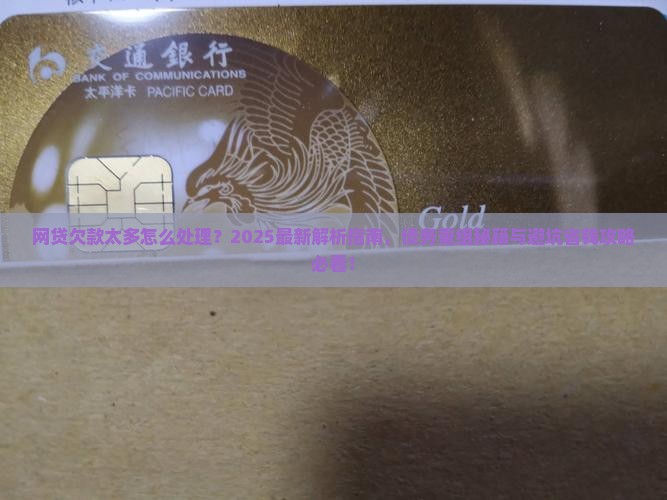 交通銀行
BANK OF COMMUNICATIONS
太平洋卡 PACIFIC CARD
Gold
网贷欠款太多怎么处理？2025最新解析指南，
必看！